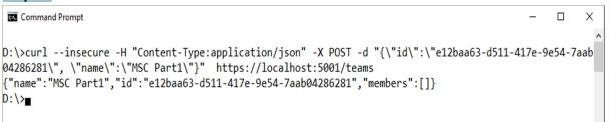 Command Prompt
D:\>curl --insecure -H "Content-Type:application/json" -X POST -d "{\"id\":\"e12baa63-d511-417e-9e54-7aab
04286281\", \"name\":\"MSC Part1\"}"  https://localhost:5001/teams
{"name":"MSC Part1","id":"e12baa63-d511-417e-9e54-7aab04286281","members":[]}
D:\>